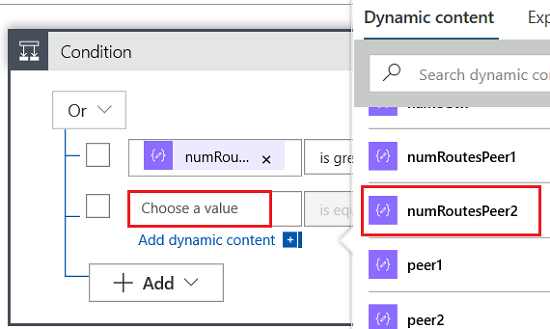 Condition
Or
numRou... ×
is gre
Choose a value
is equ
Add dynamic content
Add
Dynamic content
Exp
Search dynamic co
numRoutesPeer1
numRoutesPeer2
peer1
peer2